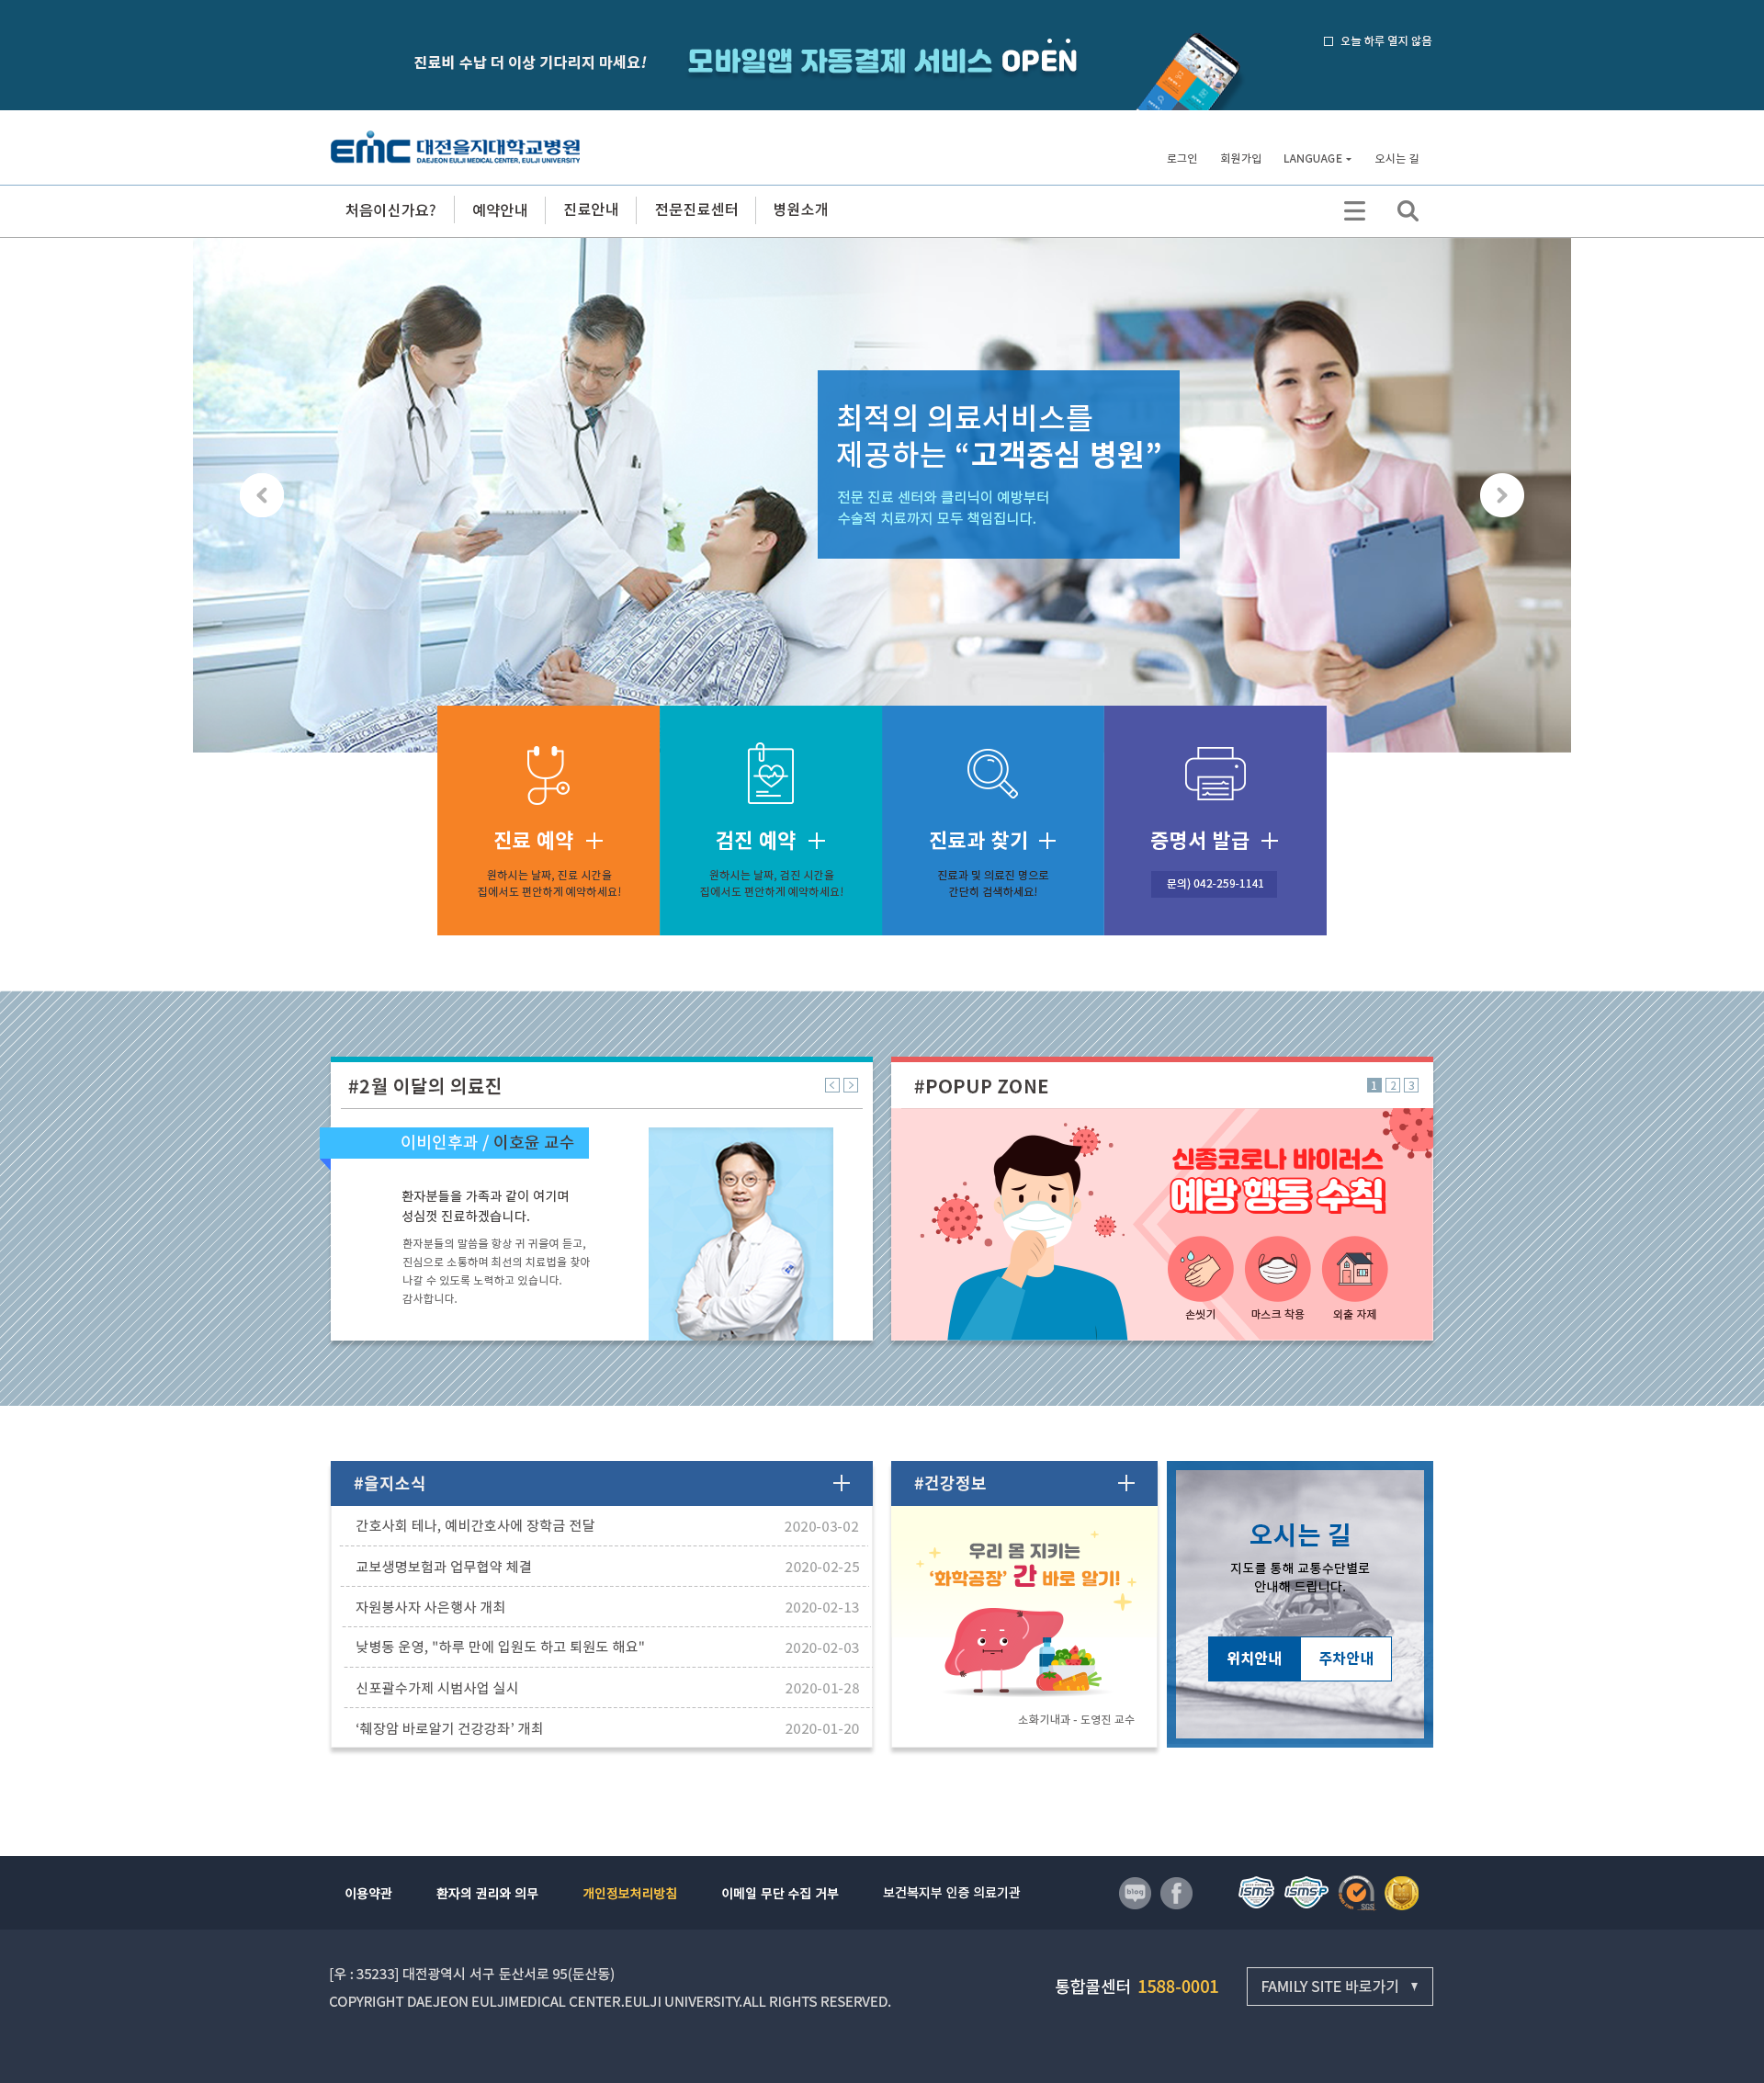 진료비 수납 더 이상 기다리지 마세요!
모바일앱 자동결제 서비스 OPEN
오늘 하루 열지 않음
EMC 대전을지대학교병원
DAEJEON EULJI MEDICAL CENTER, EULJI UNIVERSITY
로그인 회원가입 LANGUAGE 오시는 길
처음이신가요? 예약안내 진료안내 전문진료센터 병원소개
최적의 의료서비스를
제공하는 “고객중심 병원”
전문 진료 센터와 클리닉이 예방부터
수술적 치료까지 모두 책임집니다.
진료 예약
원하시는 날짜, 진료 시간을
집에서도 편안하게 예약하세요!
검진 예약
원하시는 날짜, 검진 시간을
집에서도 편안하게 예약하세요!
진료과 찾기
진료과 및 의료진 명으로
간단히 검색하세요!
증명서 발급
문의) 042-259-1141
#2월 이달의 의료진
이비인후과 / 이호윤 교수
환자분들을 가족과 같이 여기며
성심껏 진료하겠습니다.
환자분들의 말씀을 항상 귀 귀울여 듣고,
진심으로 소통하며 최선의 치료법을 찾아
나갈 수 있도록 노력하고 있습니다.
감사합니다.
#POPUP ZONE
1 2 3
신종코로나 바이러스
예방 행동 수칙
손씻기 마스크 착용 외출 자제
#을지소식
간호사회 테나, 예비간호사에 장학금 전달 2020-03-02
교보생명보험과 업무협약 체결 2020-02-25
자원봉사자 사은행사 개최 2020-02-13
낮병동 운영, "하루 만에 입원도 하고 퇴원도 해요" 2020-02-03
신포괄수가제 시범사업 실시 2020-01-28
‘췌장암 바로알기 건강강좌’ 개최 2020-01-20
#건강정보
우리 몸 지키는
‘화학공장’ 간 바로 알기!
소화기내과 - 도영진 교수
오시는 길
지도를 통해 교통수단별로
안내해 드립니다.
위치안내 주차안내
이용약관 환자의 권리와 의무 개인정보처리방침 이메일 무단 수집 거부 보건복지부 인증 의료기관
blog f ISMS ISMSP SGS
[우 : 35233] 대전광역시 서구 둔산서로 95(둔산동)
COPYRIGHT DAEJEON EULJIMEDICAL CENTER.EULJI UNIVERSITY.ALL RIGHTS RESERVED.
통합콜센터 1588-0001
FAMILY SITE 바로가기